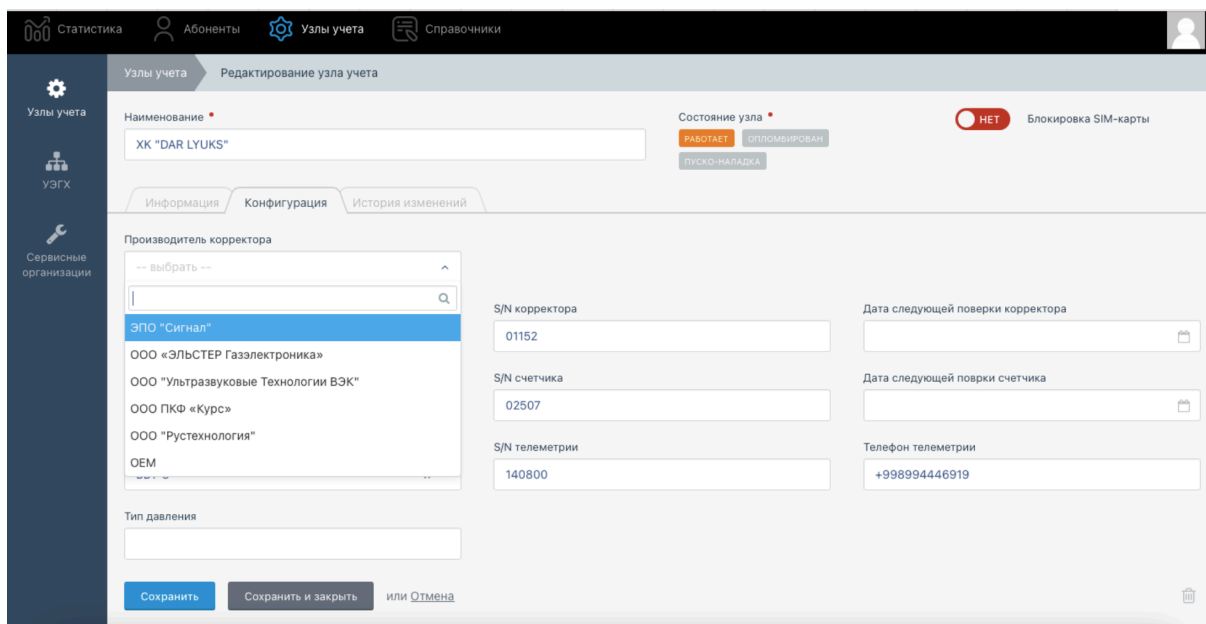 Статистика
Абоненты
Узлы учета
Справочники
Узлы учета
УЭГХ
Сервисные
организации
Узлы учета
Редактирование узла учета
Наименование •
ХК "DAR LYUKS"
Состояние узла •
РАБОТАЕТ
ОПЛОМБИРОВАН
ПУСКО-НАЛАДКА
НЕТ
Блокировка SIM-карты
Информация
Конфигурация
История изменений
Производитель корректора
-- выбрать --
ЭПО "Сигнал"
ООО «ЭЛЬСТЕР Газэлектроника»
ООО "Ультразвуковые Технологии ВЭК"
ООО ПКФ «Курс»
ООО "Рустехнология"
OEM
S/N корректора
01152
Дата следующей поверки корректора
S/N счетчика
02507
Дата следующей поврки счетчика
S/N телеметрии
140800
Телефон телеметрии
+998994446919
Тип давления
Сохранить
Сохранить и закрыть
или Отмена